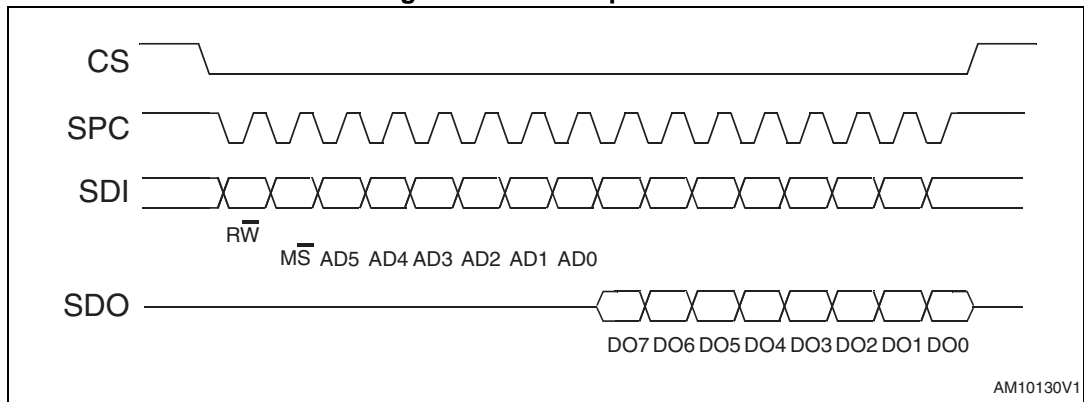 CS
SPC
SDI
RW
MS AD5 AD4 AD3 AD2 AD1 AD0
SDO
DO7 DO6 DO5 DO4 DO3 DO2 DO1 DO0
AM10130V1